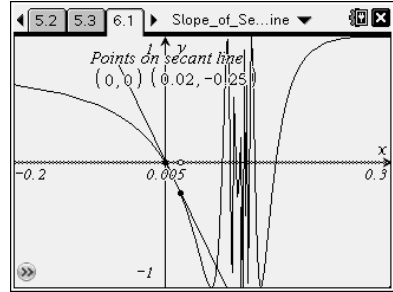 5.2 5.3 6.1 Slope_of_Se...ine
1 y
Points on secant line
(0,0) (0.02,-0.25)
x
-0.2 0.005 0.3
-1